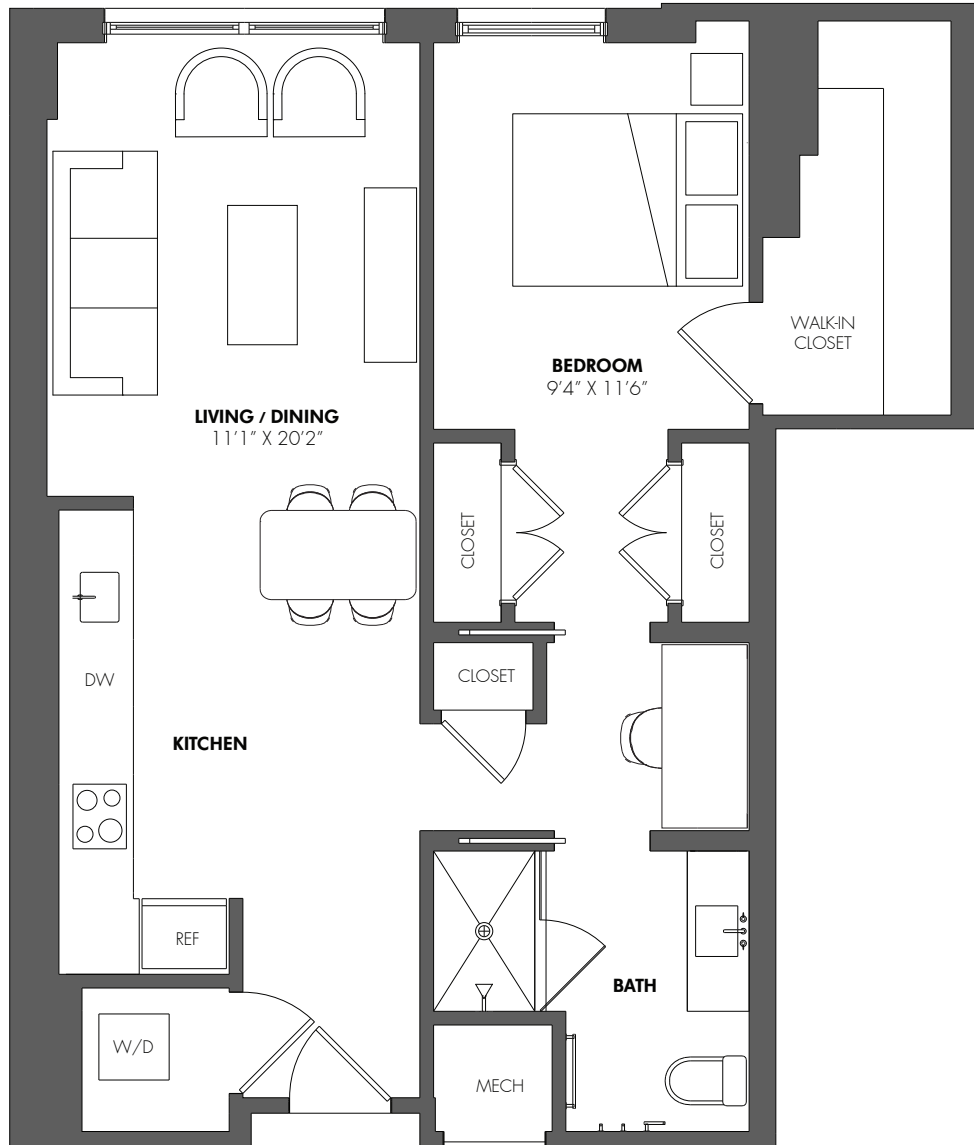 WALK-IN
CLOSET
BEDROOM
9'4" X 11'6"
LIVING / DINING
11'1" X 20'2"
CLOSET
CLOSET
DW
CLOSET
KITCHEN
REF
BATH
W/D
MECH